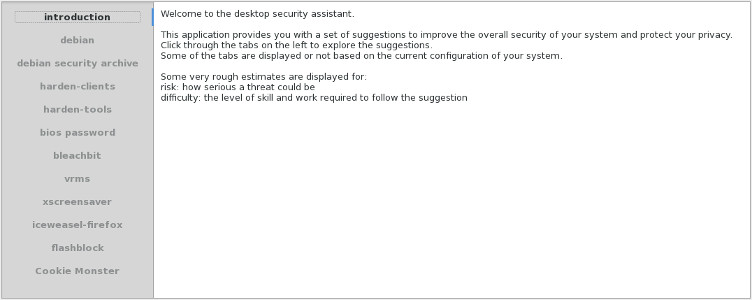 introduction
debian
debian security archive
harden-clients
harden-tools
bios password
bleachbit
vrms
xscreensaver
iceweasel-firefox
flashblock
Cookie Monster
Welcome to the desktop security assistant.
This application provides you with a set of suggestions to improve the overall security of your system and protect your privacy.
Click through the tabs on the left to explore the suggestions.
Some of the tabs are displayed or not based on the current configuration of your system.
Some very rough estimates are displayed for:
risk: how serious a threat could be
difficulty: the level of skill and work required to follow the suggestion